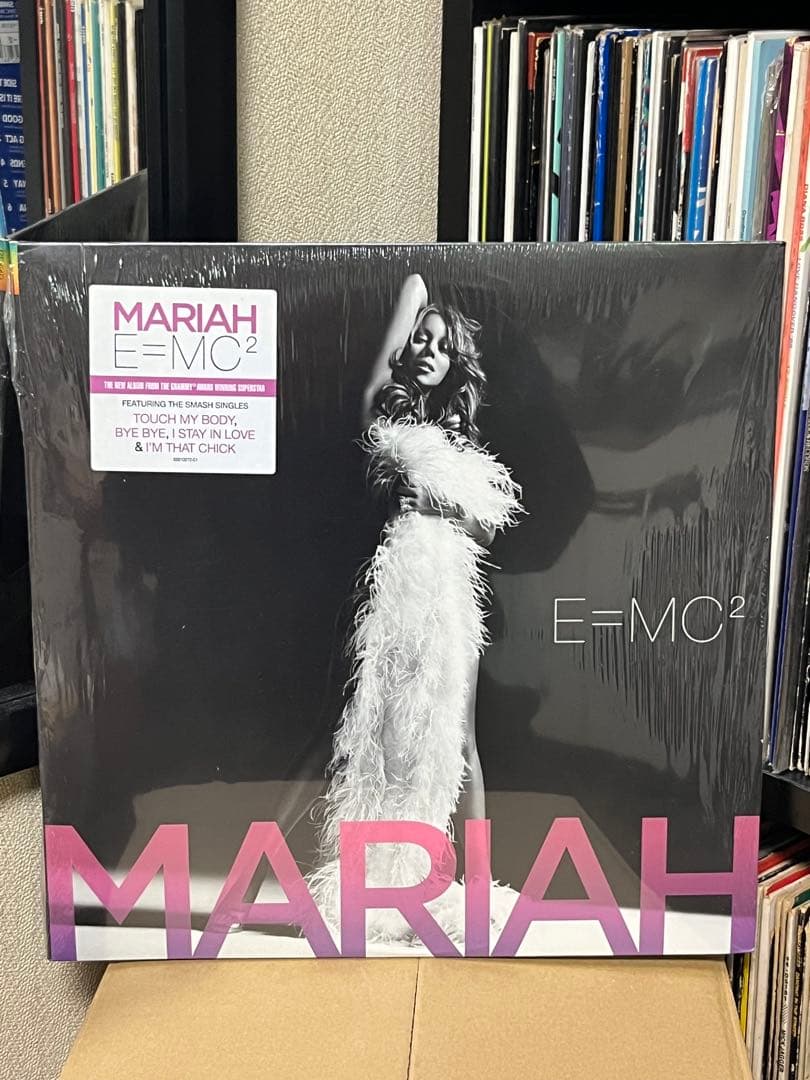 MARIAH
E=MC²
THE NEW ALBUM FROM THE GRAMMY™ AWARD WINNING SUPERSTAR
FEATURING THE SMASH SINGLES
TOUCH MY BODY,
BYE BYE, I STAY IN LOVE
& I'M THAT CHICK
E=MC²
MARIAH